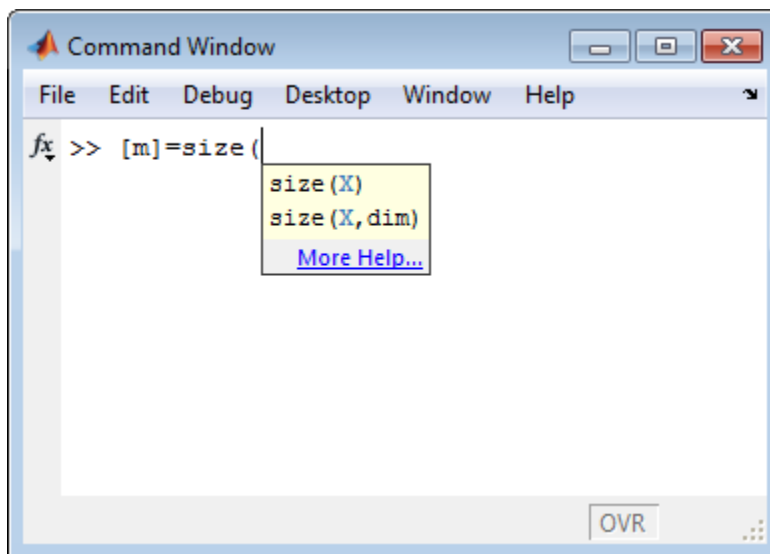 Command Window
File Edit Debug Desktop Window Help
fx >> [m]=size(
size(X)
size(X,dim)
More Help...
OVR